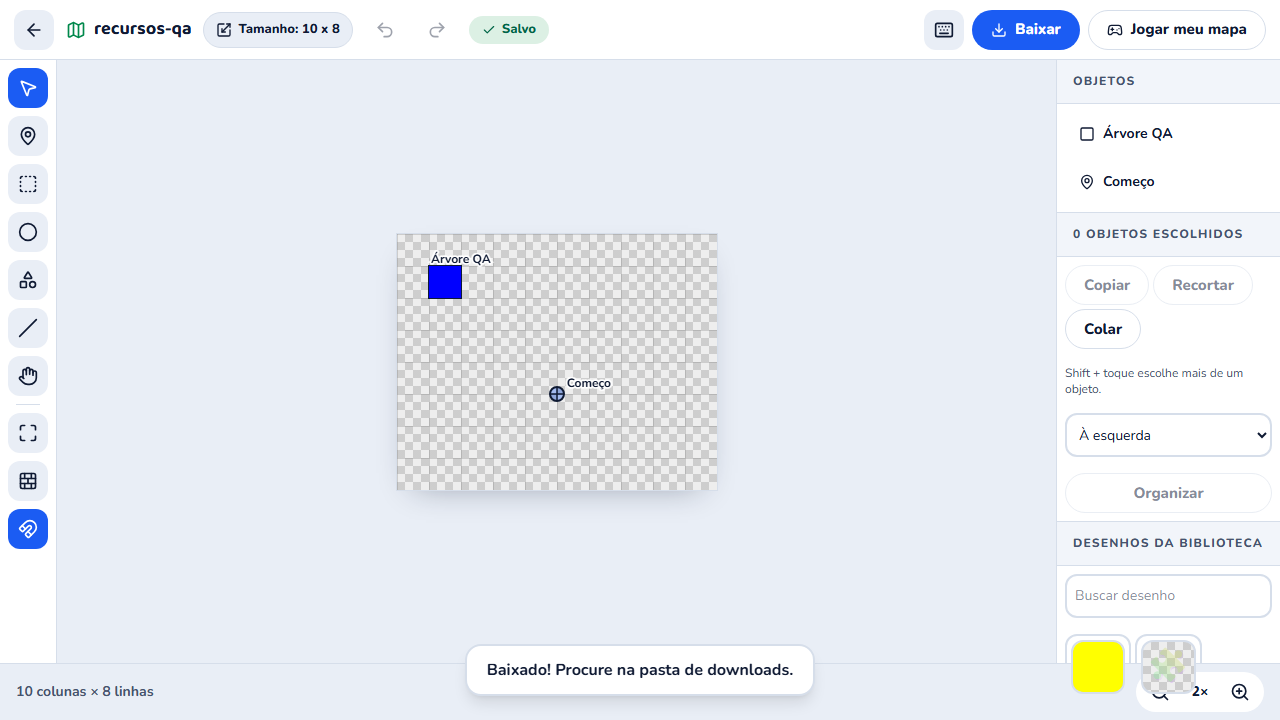 recursos-qa
Tamanho: 10 x 8
Salvo
Baixar
Jogar meu mapa
OBJETOS
Árvore QA
Começo
0 OBJETOS ESCOLHIDOS
Copiar
Recortar
Colar
Shift + toque escolhe mais de um
objeto.
À esquerda
Organizar
DESENHOS DA BIBLIOTECA
Buscar desenho
Árvore QA
Começo
Baixado! Procure na pasta de downloads.
10 colunas × 8 linhas
2×